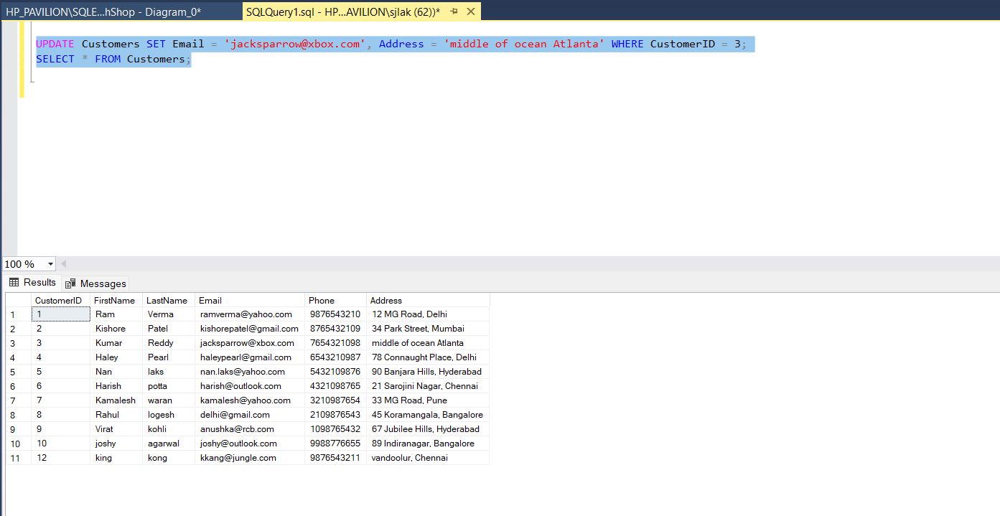 HP_PAVILION\SQLE...hShop - Diagram_0* SQLQuery1.sql - HP...AVILION\sjlak (62))*
UPDATE Customers SET Email = 'jacksparrow@xbox.com', Address = 'middle of ocean Atlanta' WHERE CustomerID = 3;
SELECT * FROM Customers;
100 %
Results Messages
CustomerID FirstName LastName Email Phone Address
1 1 Ram Verma ramverma@yahoo.com 9876543210 12 MG Road, Delhi
2 2 Kishore Patel kishorepatel@gmail.com 8765432109 34 Park Street, Mumbai
3 3 Kumar Reddy jacksparrow@xbox.com 7654321098 middle of ocean Atlanta
4 4 Haley Pearl haleypearl@gmail.com 6543210987 78 Connaught Place, Delhi
5 5 Nan laks nan.laks@yahoo.com 5432109876 90 Banjara Hills, Hyderabad
6 6 Harish potta harish@outlook.com 4321098765 21 Sarojini Nagar, Chennai
7 7 Kamalesh waran kamalesh@yahoo.com 3210987654 33 MG Road, Pune
8 8 Rahul logesh delhi@gmail.com 2109876543 45 Koramangala, Bangalore
9 9 Virat kohli anushka@rcb.com 1098765432 67 Jubilee Hills, Hyderabad
10 10 joshy agarwal joshy@outlook.com 9988776655 89 Indiranagar, Bangalore
11 12 king kong kkang@jungle.com 9876543211 vandoolur, Chennai